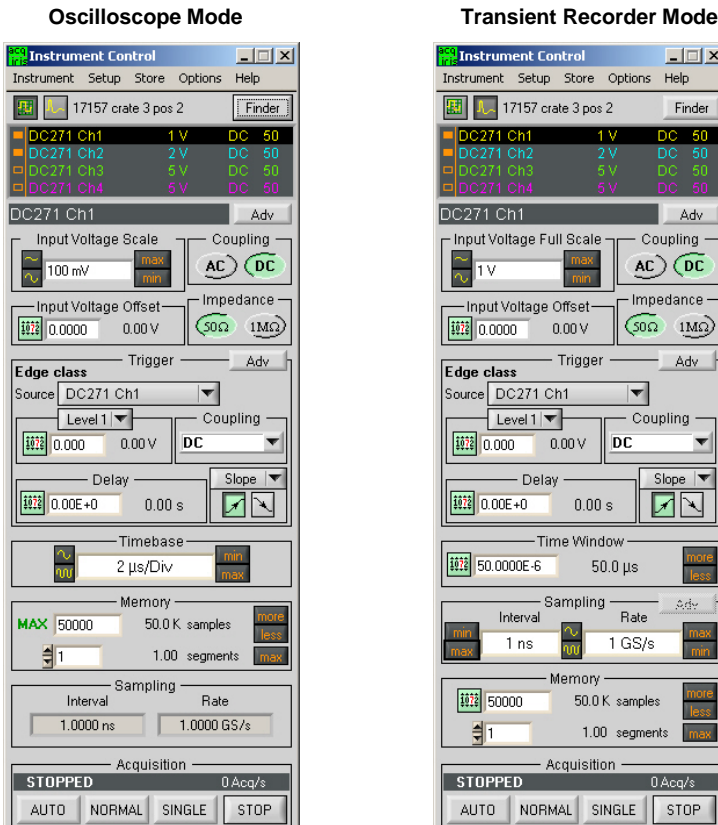 Oscilloscope Mode
Instrument Control
Instrument Setup Store Options Help
17157 crate 3 pos 2 Finder
DC271 Ch1 1 V DC 50
DC271 Ch2 2 V DC 50
DC271 Ch3 5 V DC 50
DC271 Ch4 5 V DC 50
DC271 Ch1 Adv
Input Voltage Scale Coupling
100 mV max min AC DC
Input Voltage Offset Impedance
0.0000 0.00 V 50Ω 1MΩ
Trigger Adv
Edge class
Source DC271 Ch1
Level 1 Coupling
0.000 0.00 V DC
Delay Slope
0.00E+0 0.00 s
Timebase
2 µs/Div min max
Memory
MAX 50000 50.0 K samples more less
1 1.00 segments max
Sampling
Interval Rate
1.0000 ns 1.0000 GS/s
Acquisition
STOPPED 0 Acq/s
AUTO NORMAL SINGLE STOP
Transient Recorder Mode
Instrument Control
Instrument Setup Store Options Help
17157 crate 3 pos 2 Finder
DC271 Ch1 1 V DC 50
DC271 Ch2 2 V DC 50
DC271 Ch3 5 V DC 50
DC271 Ch4 5 V DC 50
DC271 Ch1 Adv
Input Voltage Full Scale Coupling
1 V max min AC DC
Input Voltage Offset Impedance
0.0000 0.00 V 50Ω 1MΩ
Trigger Adv
Edge class
Source DC271 Ch1
Level 1 Coupling
0.000 0.00 V DC
Delay Slope
0.00E+0 0.00 s
Time Window
50.0000E-6 50.0 µs more less
Sampling Adv
Interval Rate
min max 1 ns 1 GS/s max min
Memory
50000 50.0 K samples more less
1 1.00 segments max
Acquisition
STOPPED 0 Acq/s
AUTO NORMAL SINGLE STOP